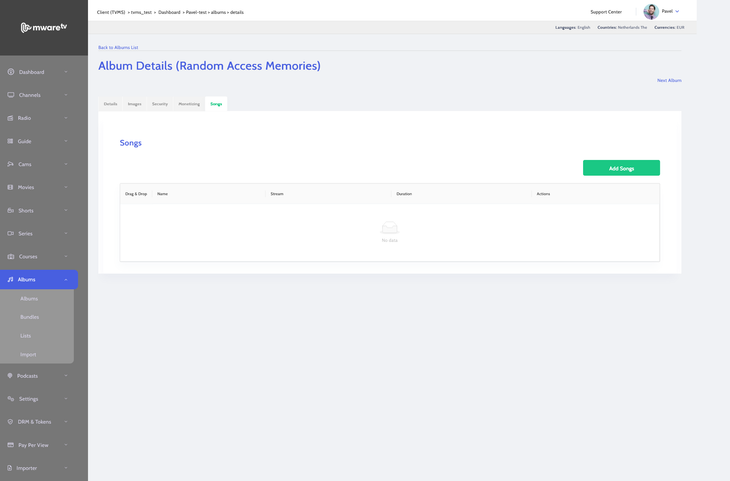 Client (TVMS) > tvms_test > Dashboard > Pavel-test > albums > details
Support Center
Pavel
mwaretv
Languages: English Countries: Netherlands The Currencies: EUR
Back to Albums List
Album Details (Random Access Memories)
Next Album
Details Images Security Monetising Songs
Songs
Add Songs
Drag & Drop Name Stream Duration Actions
No data
Dashboard
Channels
Radio
Guide
Cams
Movies
Shorts
Series
Courses
Albums
Albums
Bundles
Lists
Import
Podcasts
Settings
DRM & Tokens
Pay Per View
Importer